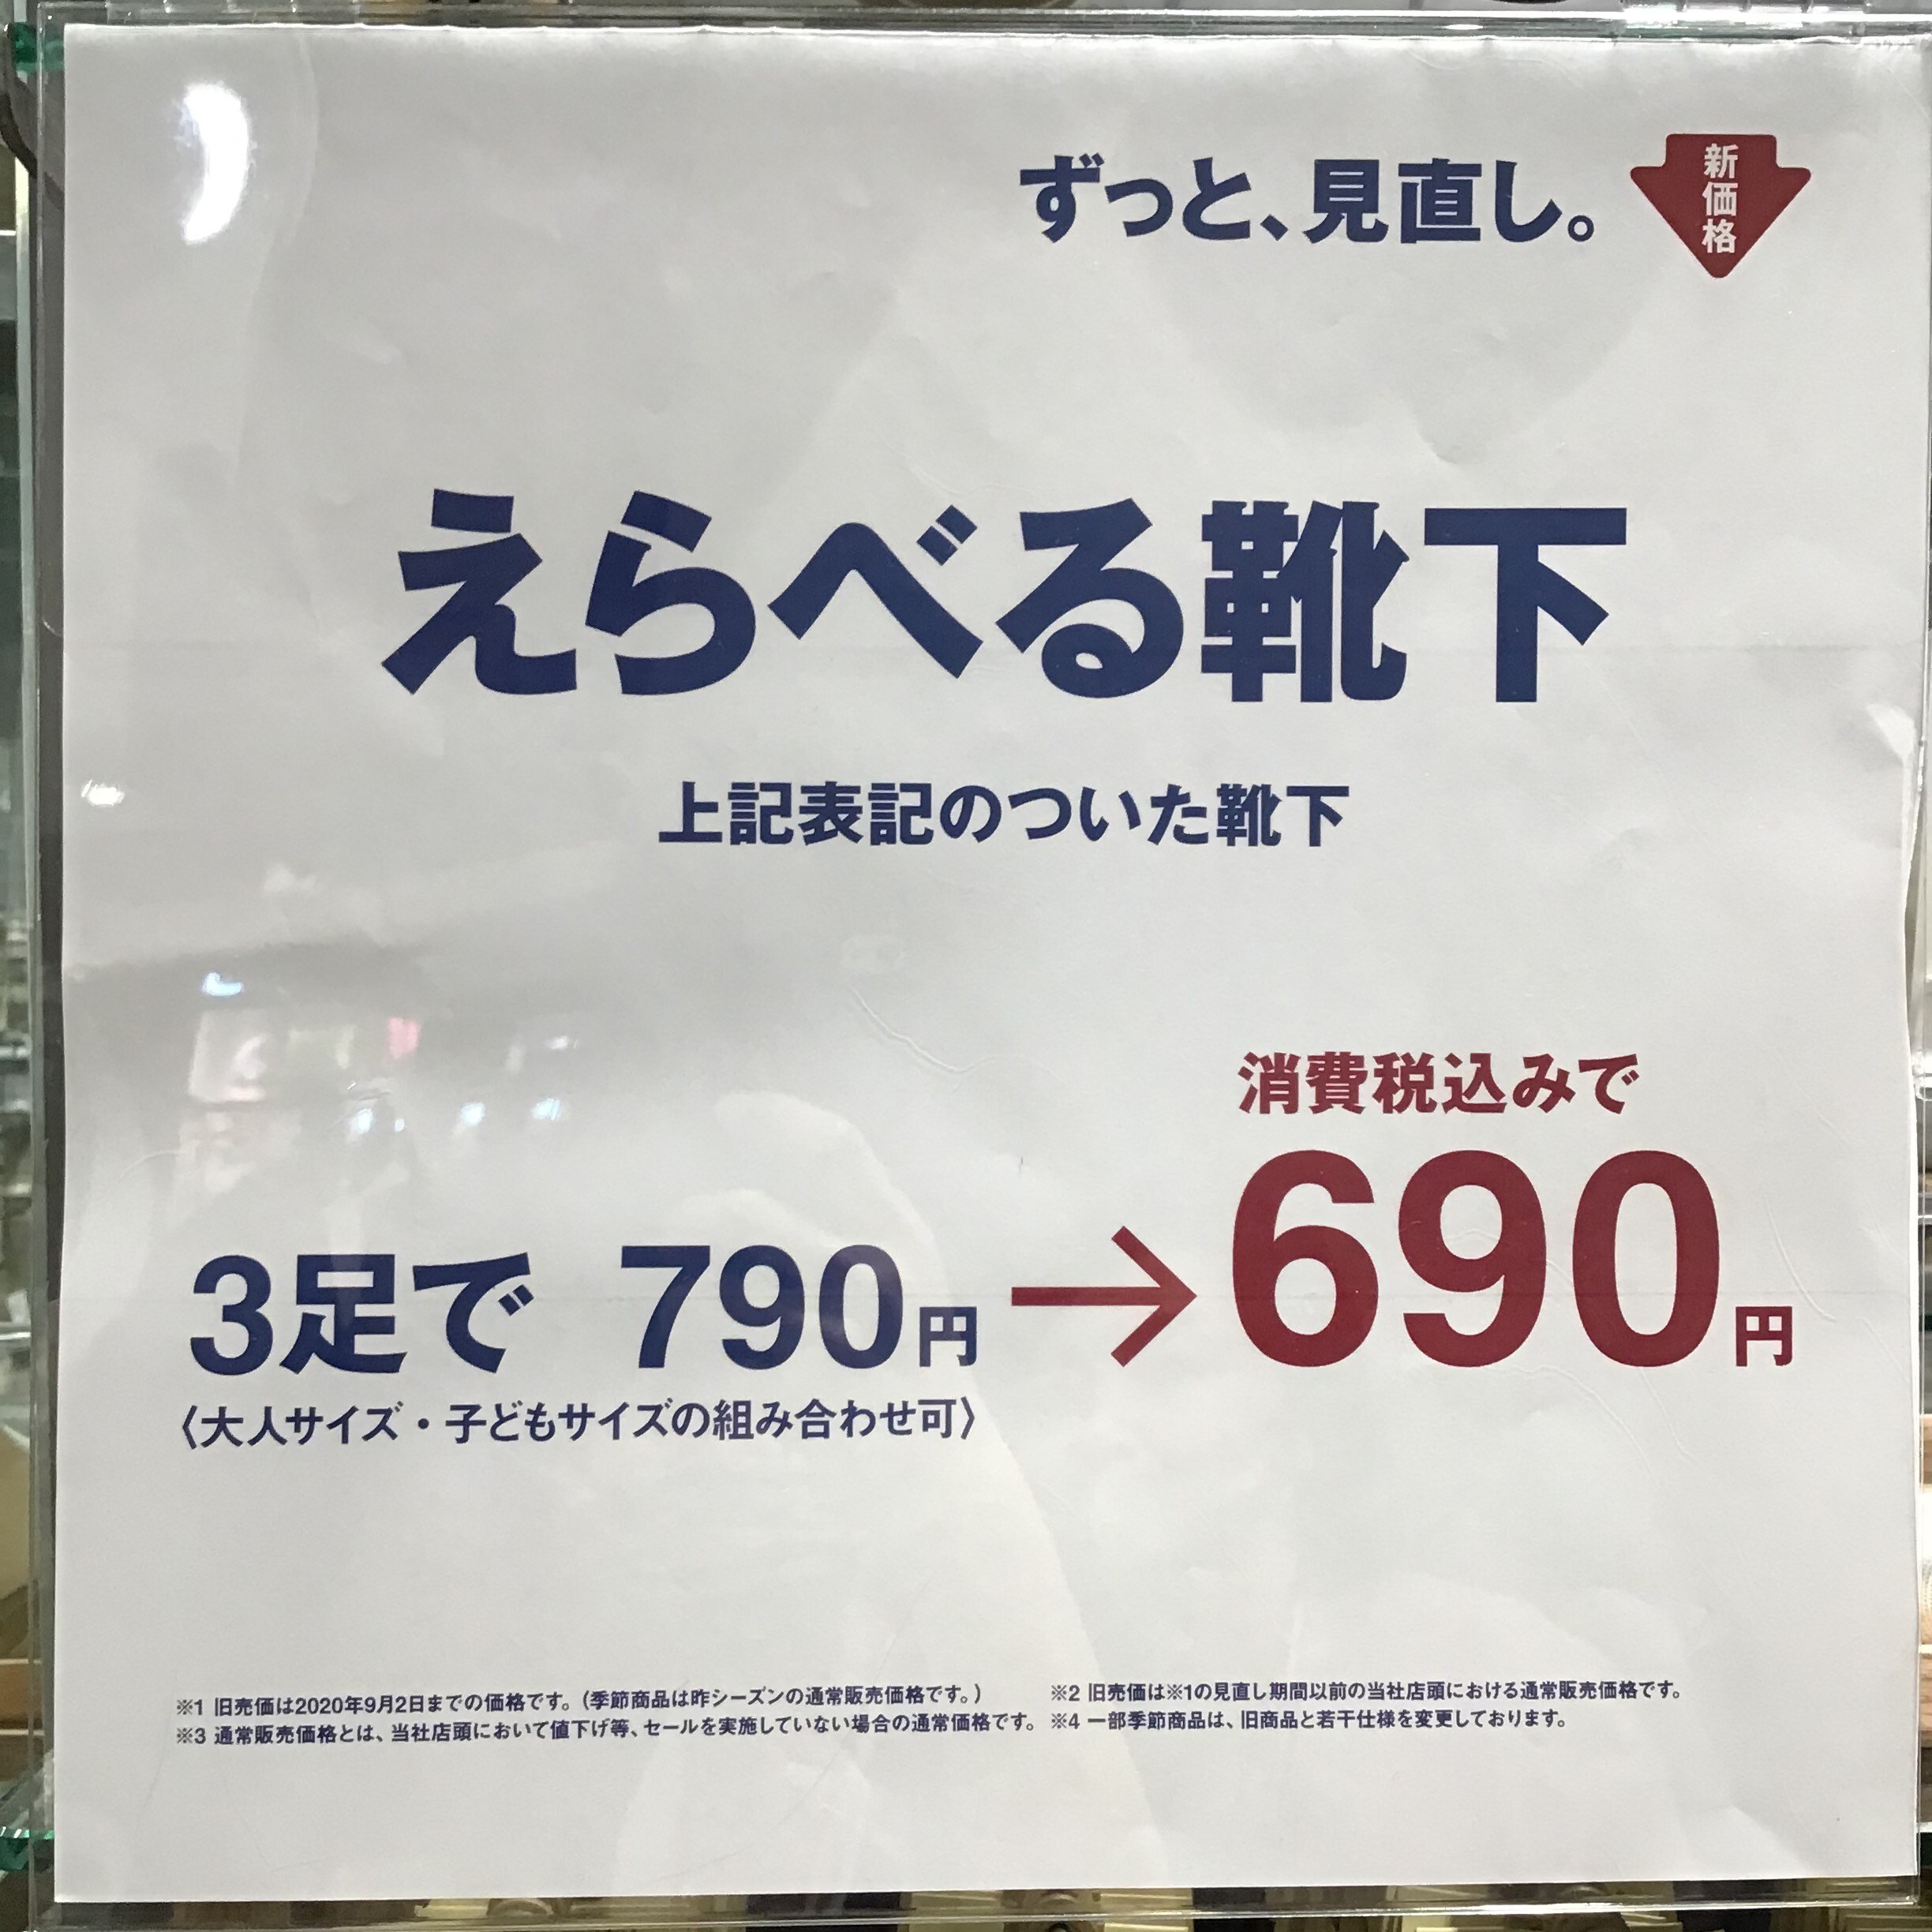 ずっと、見直し。
新価格
えらべる靴下
上記表記のついた靴下
消費税込みで
3足で 790円→690円
〈大人サイズ・子どもサイズの組み合わせ可〉
※1 旧売価は2020年9月2日までの価格です。(季節商品は昨シーズンの通常販売価格です。)
※2 旧売価は※1の見直し期間以前の当社店頭における通常販売価格です。
※3 通常販売価格とは、当社店頭において値下げ等、セールを実施していない場合の通常価格です。
※4 一部季節商品は、旧商品と若干仕様を変更しております。